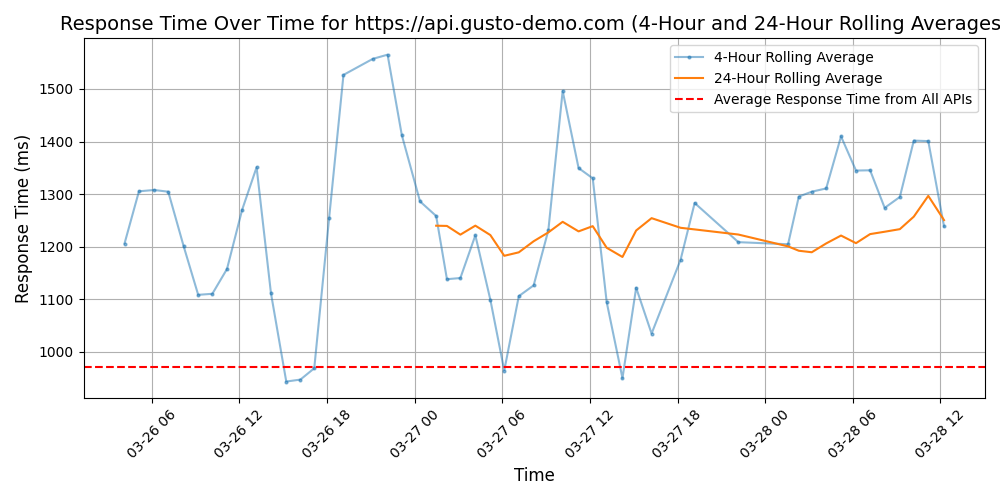 Response Time Over Time for https://api.gusto-demo.com (4-Hour and 24-Hour Rolling Averages
4-Hour Rolling Average
24-Hour Rolling Average
Average Response Time from All APIs
Response Time (ms)
1500
1400
1300
1200
1100
1000
03-26 06
03-26 12
03-26 18
03-27 00
03-27 06
03-27 12
03-27 18
03-28 00
03-28 06
03-28 12
Time